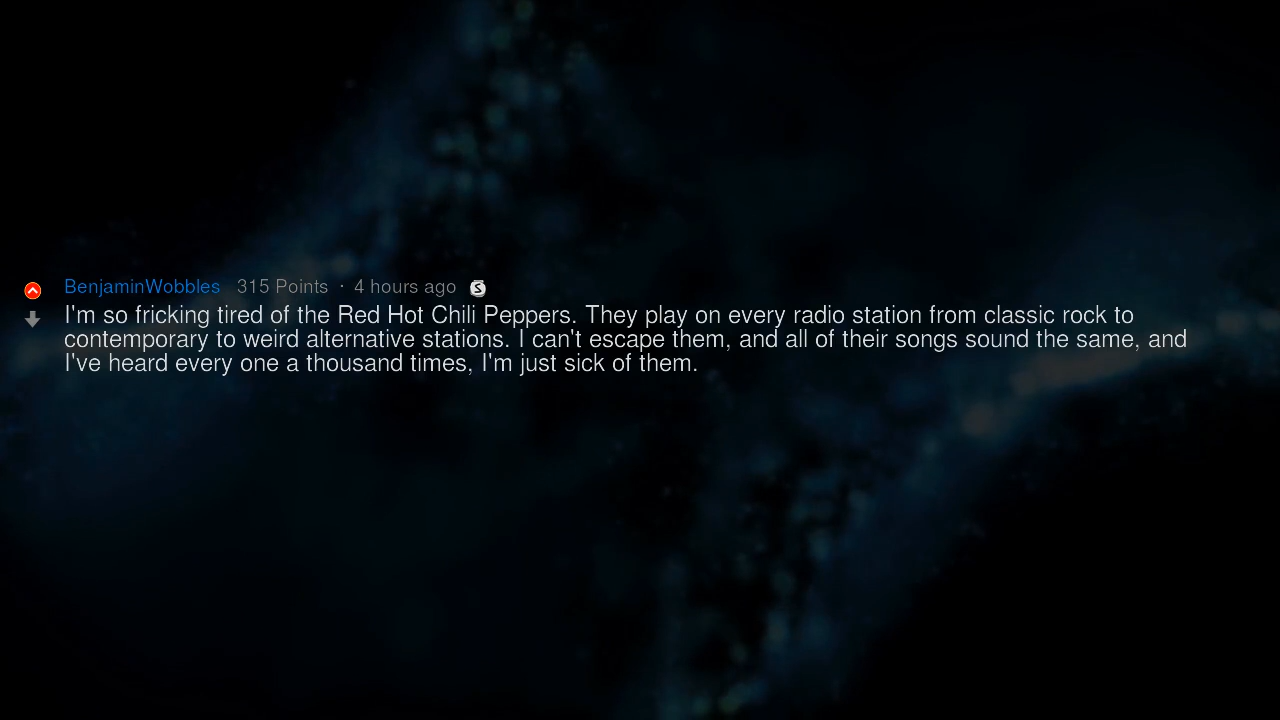 BenjaminWobbles 315 Points · 4 hours ago
I'm so fricking tired of the Red Hot Chili Peppers. They play on every radio station from classic rock to
contemporary to weird alternative stations. I can't escape them, and all of their songs sound the same, and
I've heard every one a thousand times, I'm just sick of them.